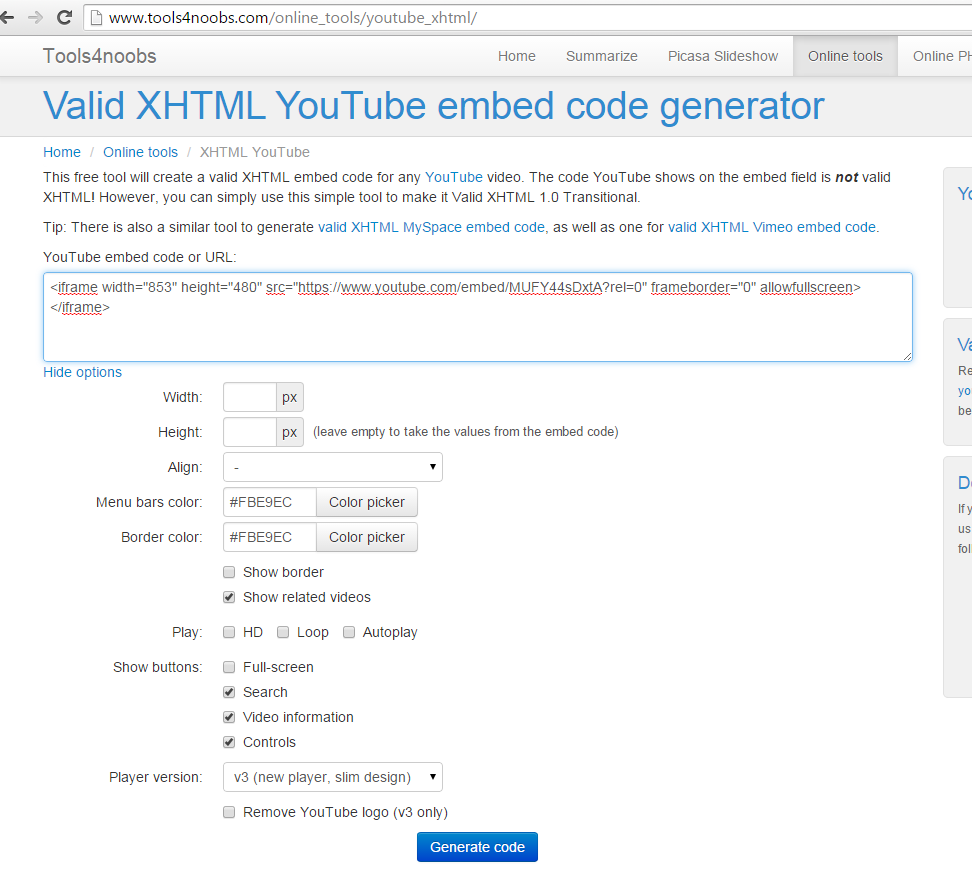 www.tools4noobs.com/online_tools/youtube_xhtml/
Tools4noobs Home Summarize Picasa Slideshow Online tools Online PH
Valid XHTML YouTube embed code generator
Home / Online tools / XHTML YouTube
This free tool will create a valid XHTML embed code for any YouTube video. The code YouTube shows on the embed field is not valid
XHTML! However, you can simply use this simple tool to make it Valid XHTML 1.0 Transitional.
Tip: There is also a similar tool to generate valid XHTML MySpace embed code, as well as one for valid XHTML Vimeo embed code.
YouTube embed code or URL:
<iframe width="853" height="480" src="https://www.youtube.com/embed/MUFY44sDxtA?rel=0" frameborder="0" allowfullscreen>
</iframe>
Hide options
Width: px
Height: px (leave empty to take the values from the embed code)
Align: -
Menu bars color: #FBE9EC Color picker
Border color: #FBE9EC Color picker
Show border
Show related videos
Play: HD Loop Autoplay
Show buttons: Full-screen
Search
Video information
Controls
Player version: v3 (new player, slim design)
Remove YouTube logo (v3 only)
Generate code
Yo
Va
Re
yo
be
De
If y
us
foll